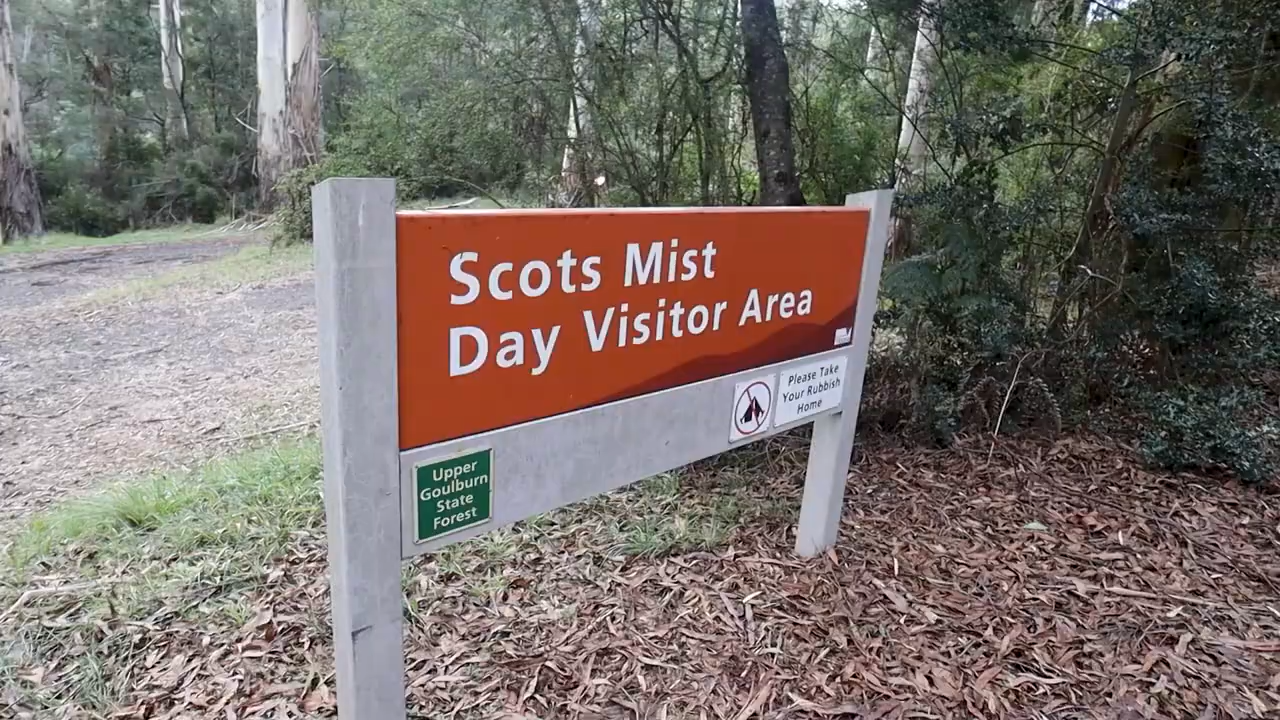 Scots Mist
Day Visitor Area
Please Take
Your Rubbish
Home
Upper
Goulburn
State
Forest